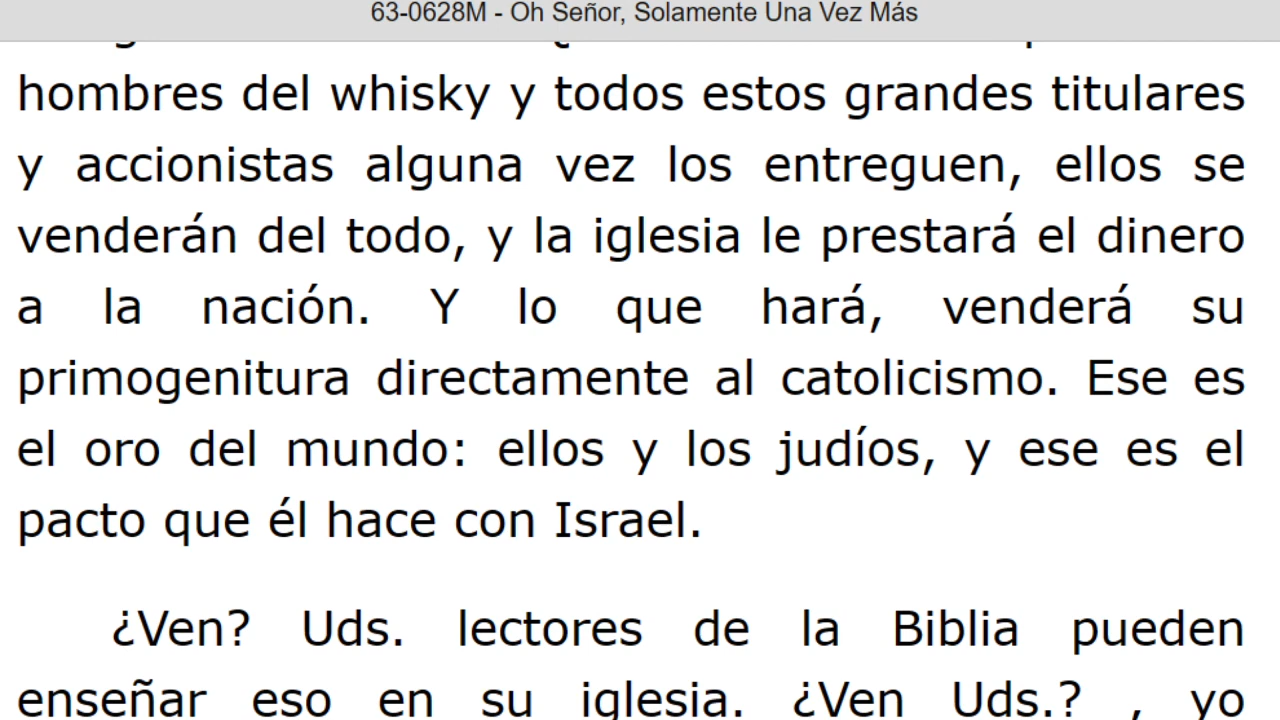 63-0628M - Oh Señor, Solamente Una Vez Más
hombres del whisky y todos estos grandes titulares
y accionistas alguna vez los entreguen, ellos se
venderán del todo, y la iglesia le prestará el dinero
a la nación. Y lo que hará, venderá su
primogenitura directamente al catolicismo. Ese es
el oro del mundo: ellos y los judíos, y ese es el
pacto que él hace con Israel.
¿Ven? Uds. lectores de la Biblia pueden
enseñar eso en su iglesia. ¿Ven Uds.? , yo